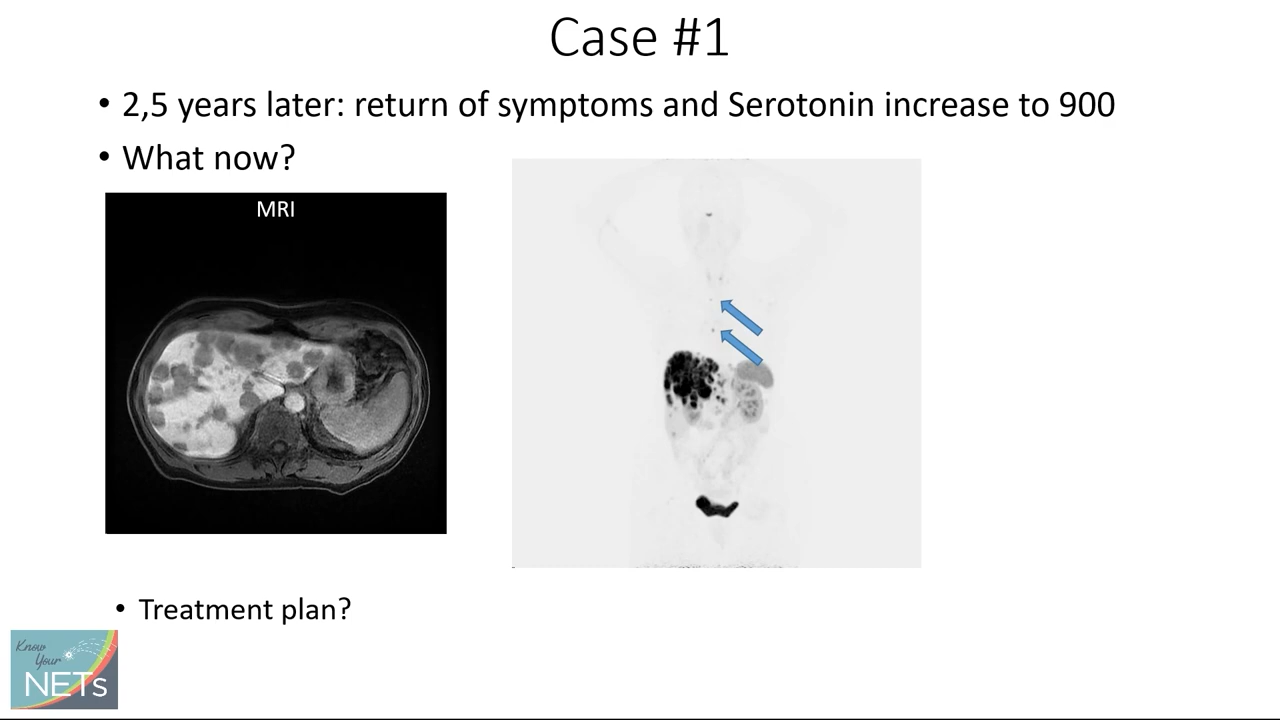 Case #1
• 2,5 years later: return of symptoms and Serotonin increase to 900
• What now?
MRI
• Treatment plan?
Know
Your
NETs